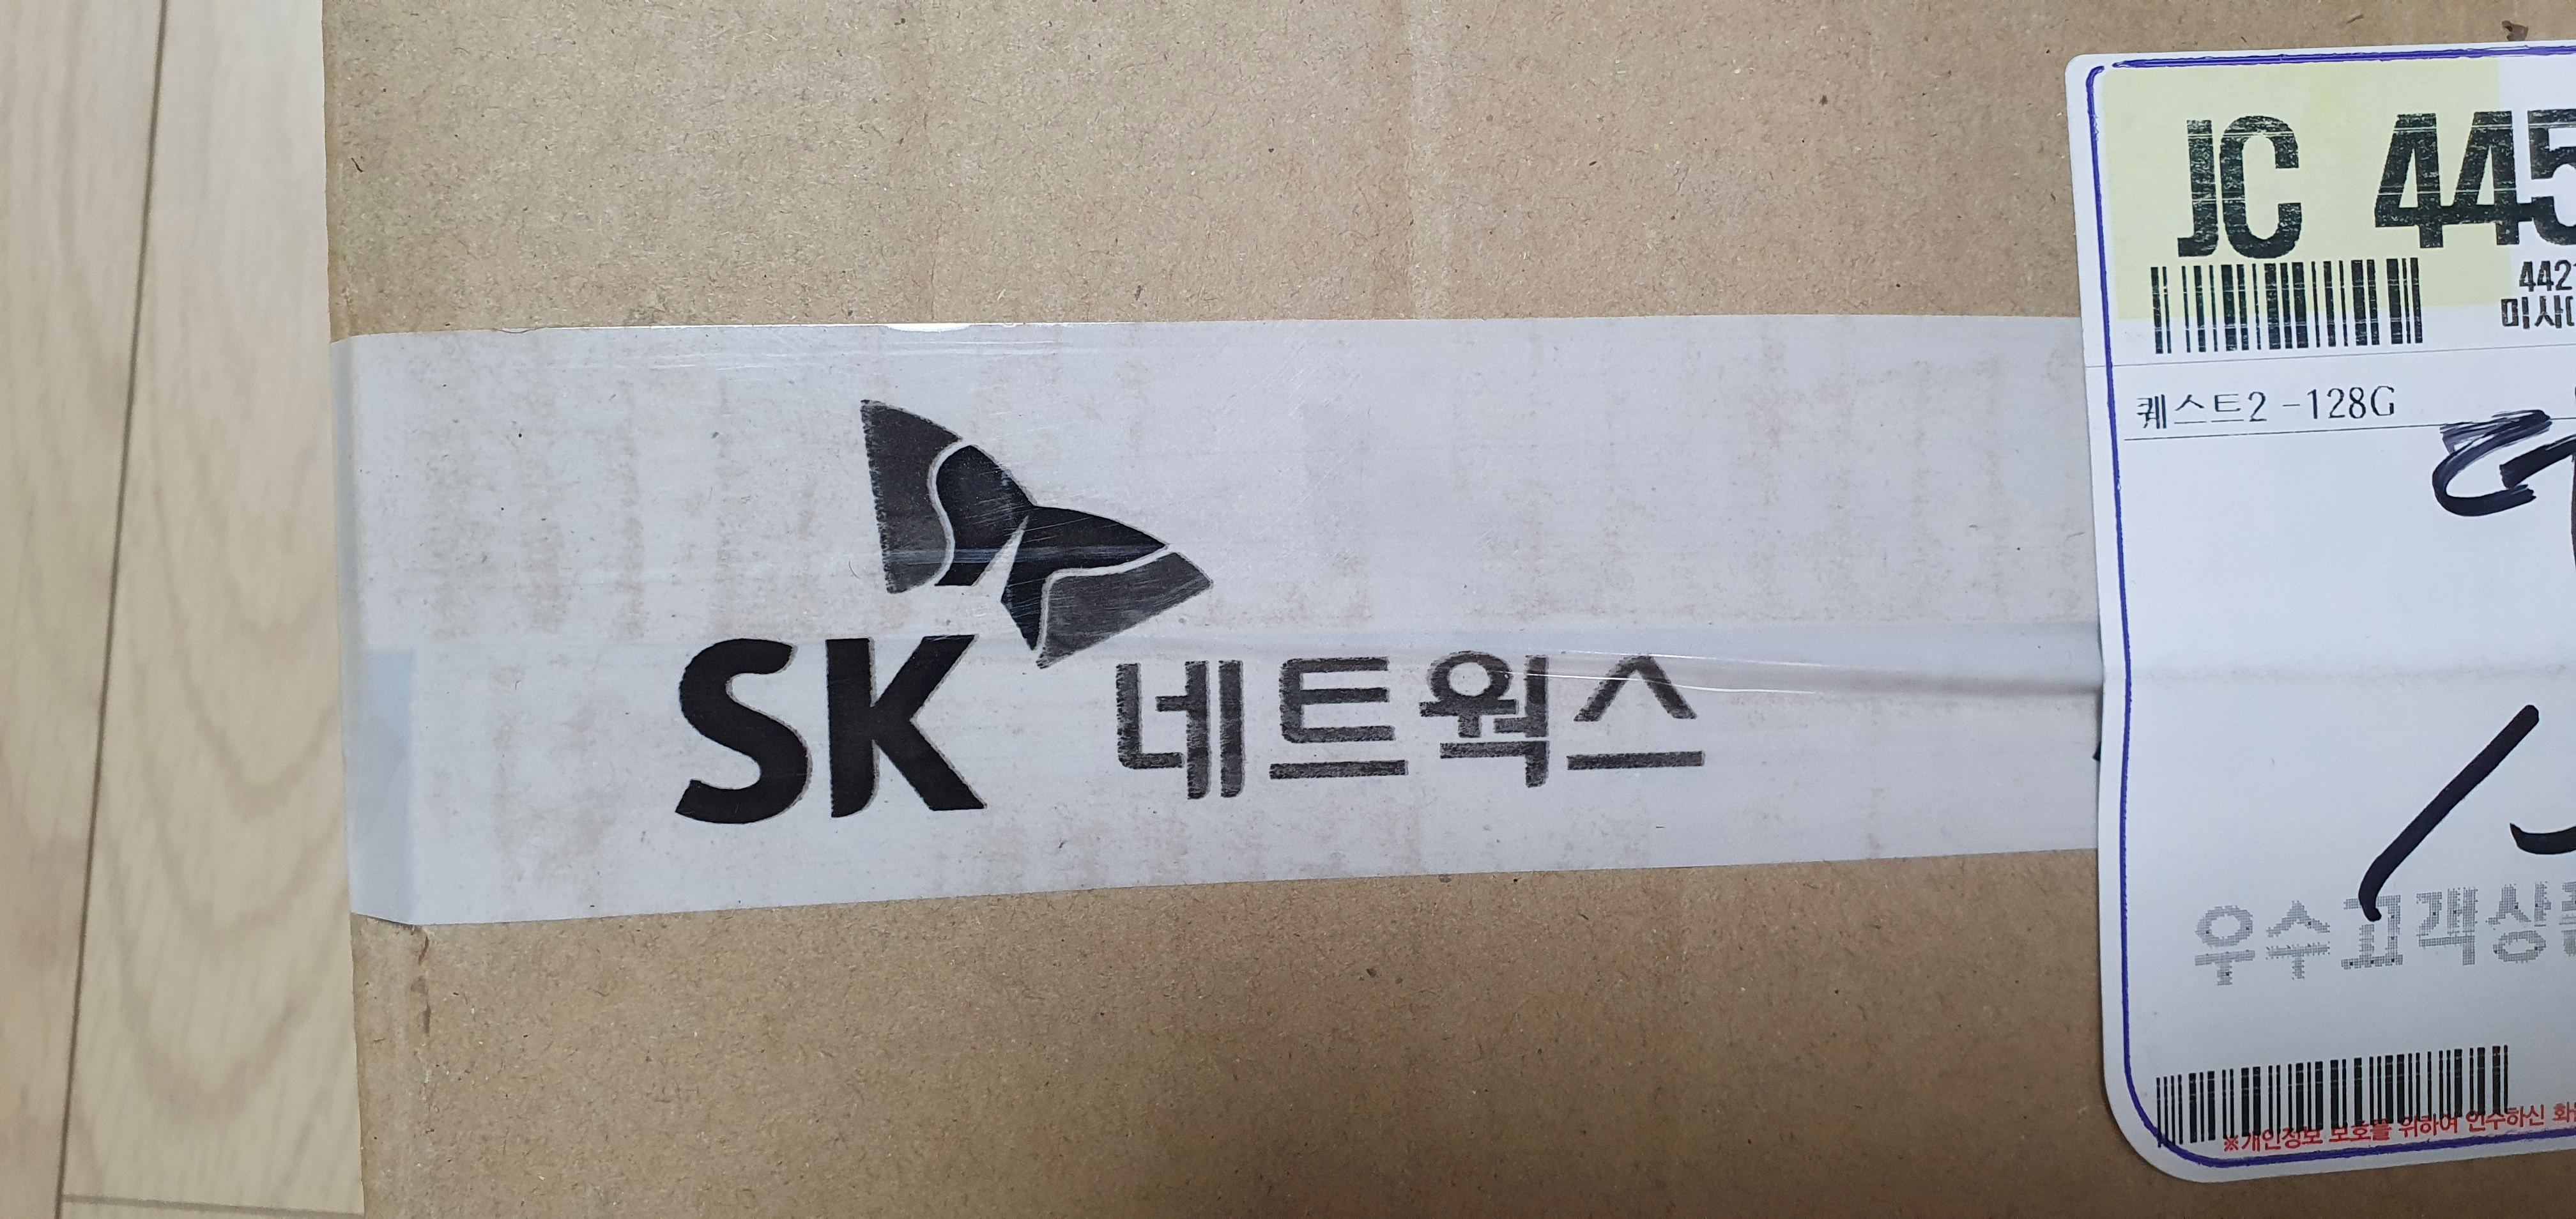 SK 네트웍스
JC 445
442
미사
퀘스트2 -128G
우수고객상
※개인정보 보호를 위하여 인수하신